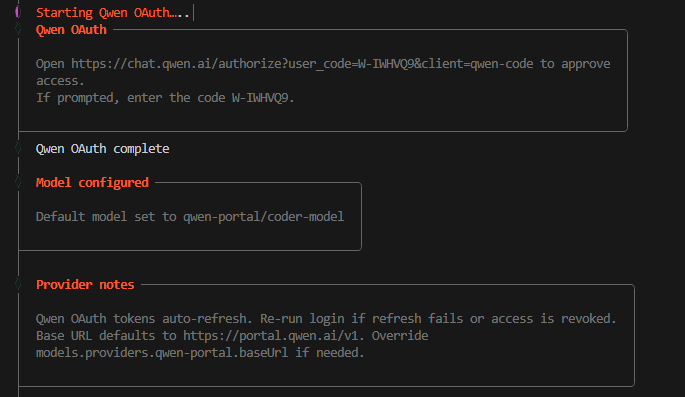 Starting Qwen OAuth…..
Qwen OAuth
Open https://chat.qwen.ai/authorize?user_code=W-IWHVQ9&client=qwen-code to approve
access.
If prompted, enter the code W-IWHVQ9.
Qwen OAuth complete
Model configured
Default model set to qwen-portal/coder-model
Provider notes
Qwen OAuth tokens auto-refresh. Re-run login if refresh fails or access is revoked.
Base URL defaults to https://portal.qwen.ai/v1. Override
models.providers.qwen-portal.baseUrl if needed.